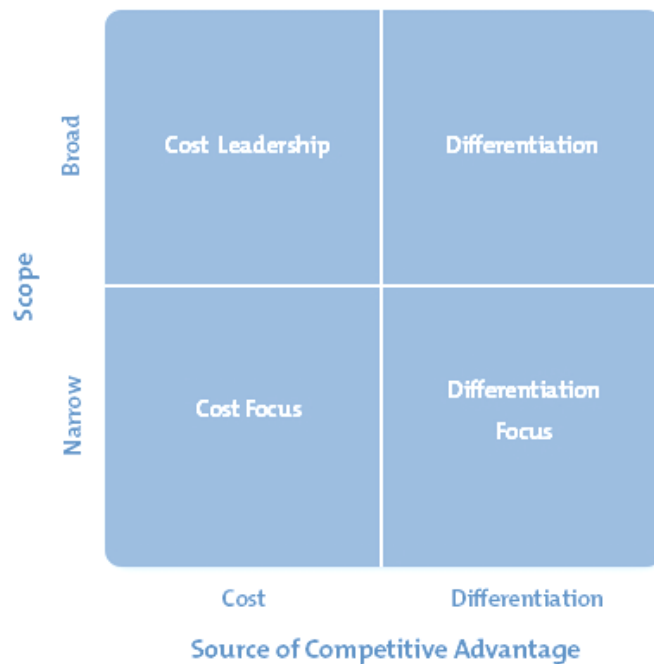 Broad
Cost Leadership
Differentiation
Scope
Narrow
Cost Focus
Differentiation
Focus
Cost
Differentiation
Source of Competitive Advantage